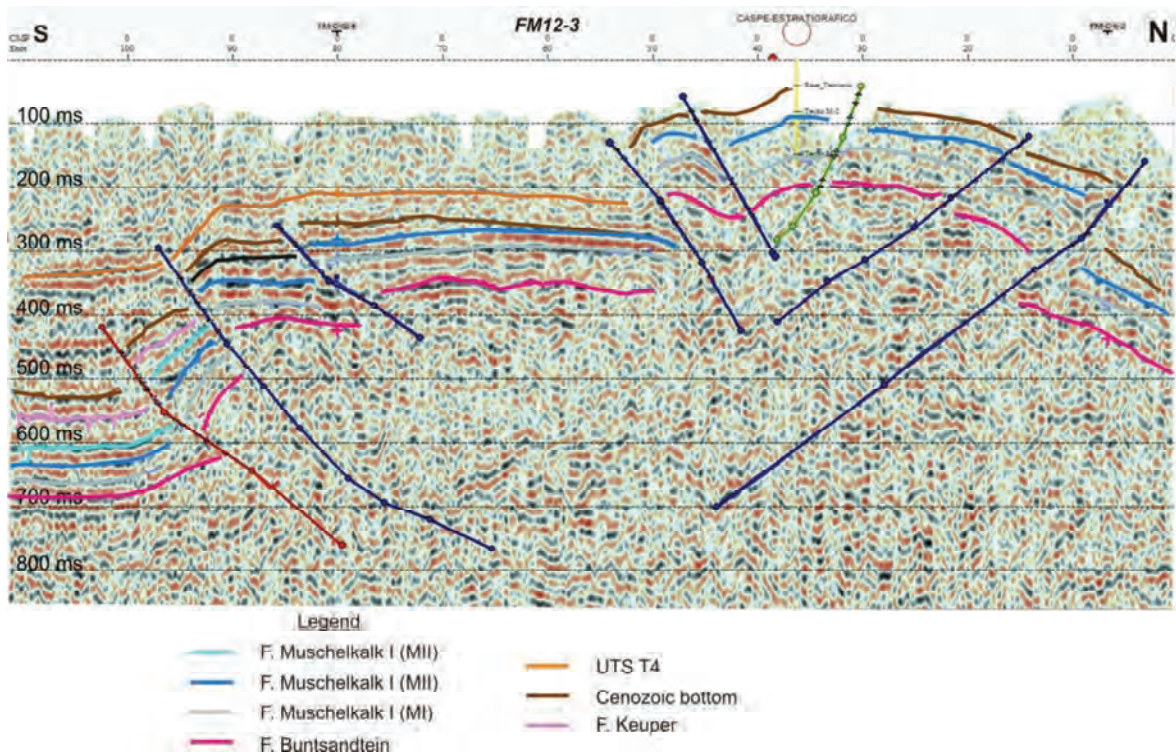 S
FM12-3
CASPE-ESTRATIGRAFICO
N
100 90 80 70 60 50 40 30 20 10
100 ms
200 ms
300 ms
400 ms
500 ms
600 ms
700 ms
800 ms
Legend
F. Muschelkalk I (MII)
F. Muschelkalk I (MII)
F. Muschelkalk I (MI)
F. Buntsandtein
UTS T4
Cenozoic bottom
F. Keuper